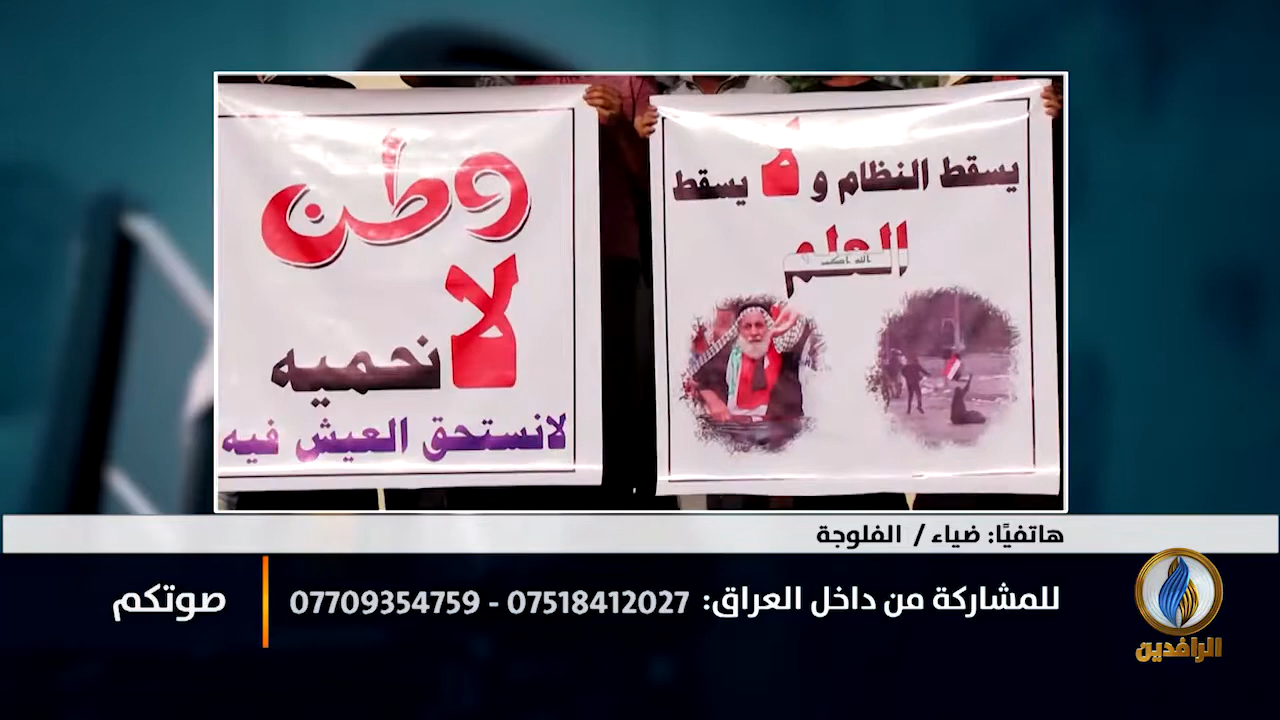 يسقط النظام و لا يسقط
العلم
الله اكبر
وطن
لا نحميه
لانستحق العيش فيه
هاتفيًا: ضياء / الفلوجة
للمشاركة من داخل العراق: 07518412027 - 07709354759
صوتكم
الرافدين